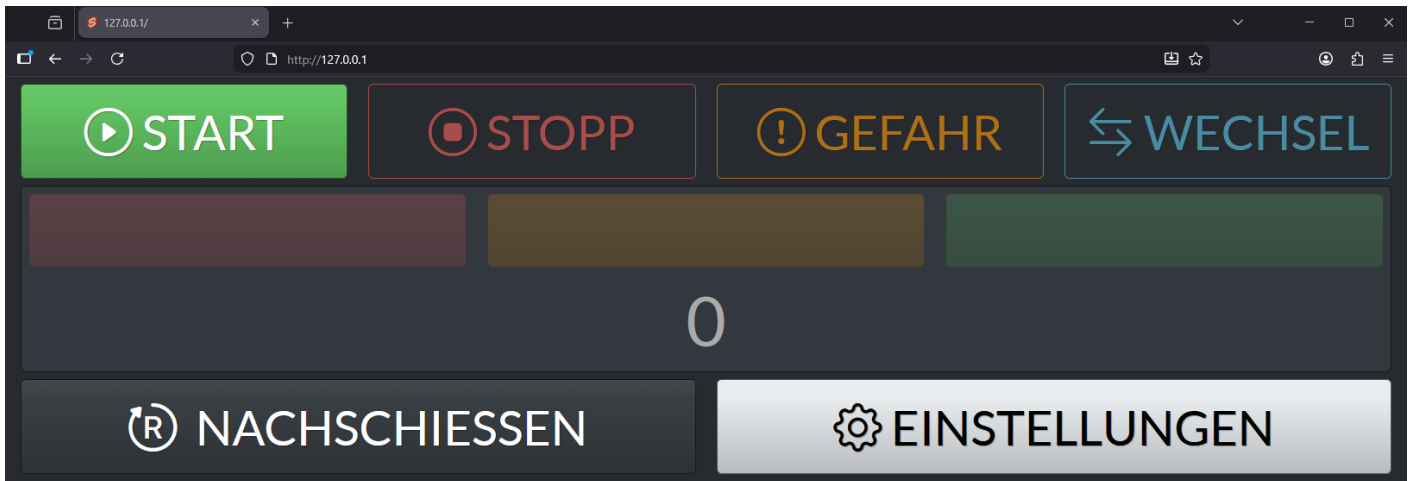 127.0.0.1/
http://127.0.0.1
START STOPP GEFAHR WECHSEL
0
R NACHSCHIESSEN EINSTELLUNGEN